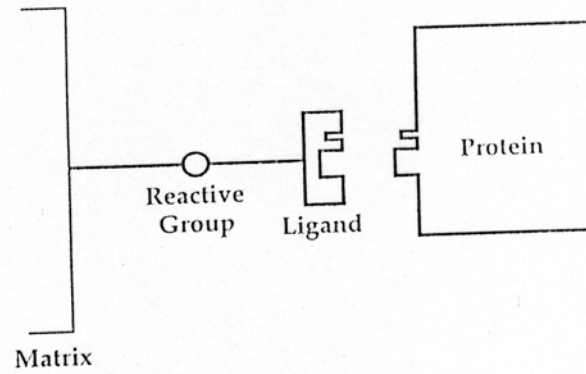 Protein
Reactive
Group
Ligand
Matrix